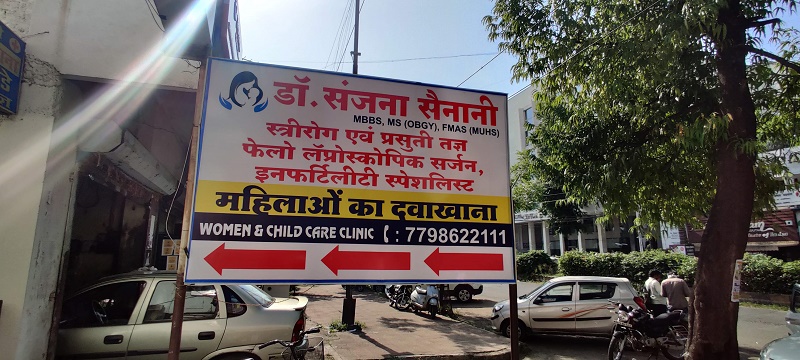 डॉ. संजना सैनानी
MBBS, MS (OBGY), FMAS (MUHS)
स्त्रीरोग एवं प्रसुती तज्ञ
फेलो लॅप्रोस्कोपिक सर्जन,
इनफर्टिलीटी स्पेशलिस्ट
महिलाओं का दवाखाना
WOMEN & CHILD CARE CLINIC : 7798622111